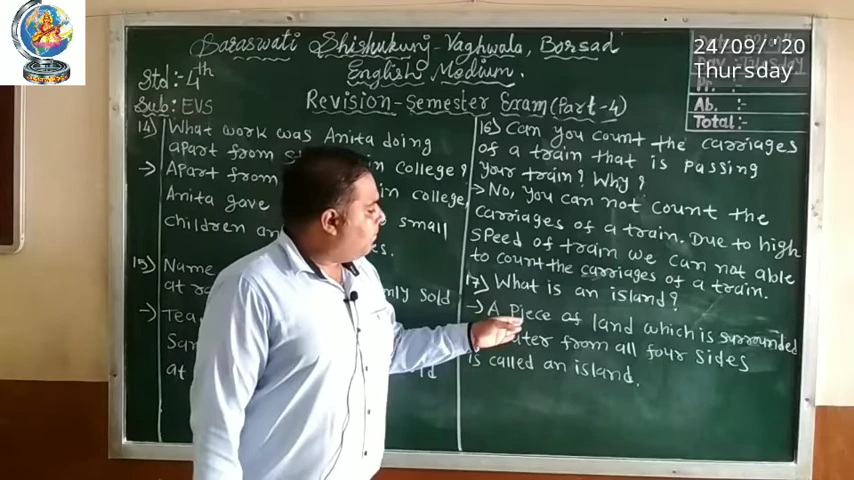 Saraswati Shishukunj - Vaghwala, Borsad
English Medium.
Std:- 4th
Sub: EVS
Revision - Semester Exam (Part-4)
24/09/'20
Thursday
Ab. :-
Total:-
14) What work was Anita doing
apart from in college?
→ Apart from in college
Anita gave small
children an
15) Name only sold
at
→ Tea
at
16) Can you count the carriages
of a train that is passing
your train? Why?
→ No, you can not count the
carriages of a train. Due to high
speed of train we can not able
to count the carriages of a train.
17) What is an island?
→ A piece of land which is surrounded
from all four sides
is called an island.